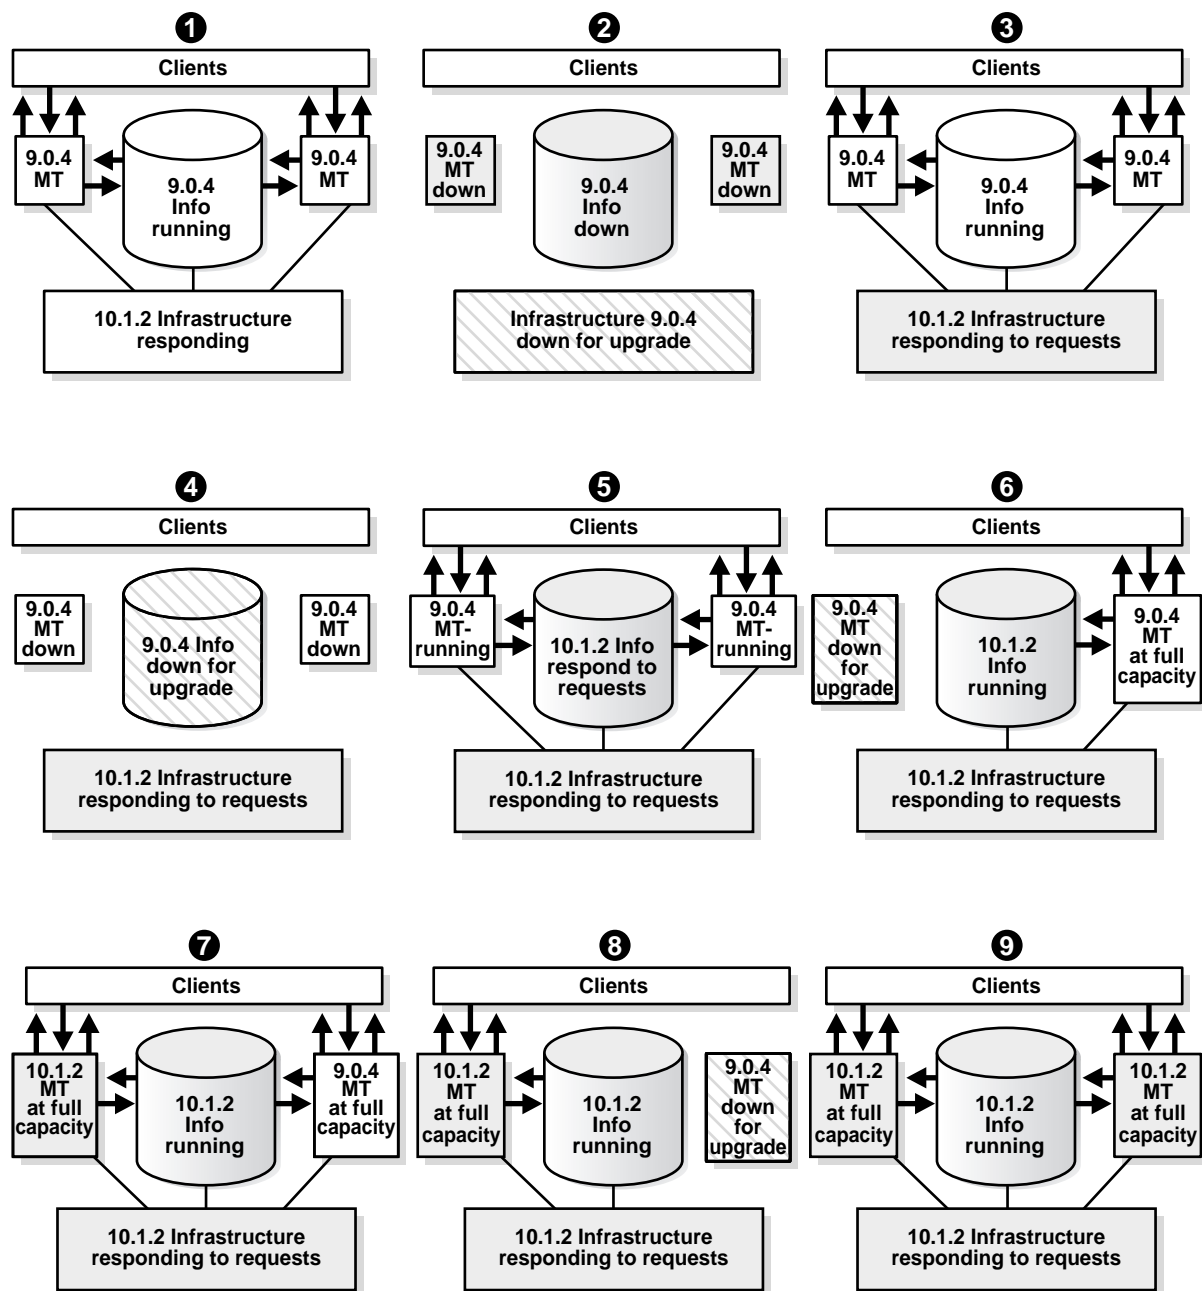 1
Clients
9.0.4
MT
9.0.4
Info
running
9.0.4
MT
10.1.2 Infrastructure
responding
2
Clients
9.0.4
MT
down
9.0.4
Info
down
9.0.4
MT
down
Infrastructure 9.0.4
down for upgrade
3
Clients
9.0.4
MT
9.0.4
Info
running
9.0.4
MT
10.1.2 Infrastructure
responding to requests
4
Clients
9.0.4
MT
down
9.0.4 Info
down for
upgrade
9.0.4
MT
down
10.1.2 Infrastructure
responding to requests
5
Clients
9.0.4
MT-
running
10.1.2 Info
respond to
requests
9.0.4
MT-
running
10.1.2 Infrastructure
responding to requests
6
Clients
9.0.4
MT
down
for
upgrade
10.1.2
Info
running
9.0.4
MT
at full
capacity
10.1.2 Infrastructure
responding to requests
7
Clients
10.1.2
MT
at full
capacity
10.1.2
Info
running
9.0.4
MT
at full
capacity
10.1.2 Infrastructure
responding to requests
8
Clients
10.1.2
MT
at full
capacity
10.1.2
Info
running
9.0.4
MT
down
for
upgrade
10.1.2 Infrastructure
responding to requests
9
Clients
10.1.2
MT
at full
capacity
10.1.2
Info
running
10.1.2
MT
at full
capacity
10.1.2 Infrastructure
responding to requests